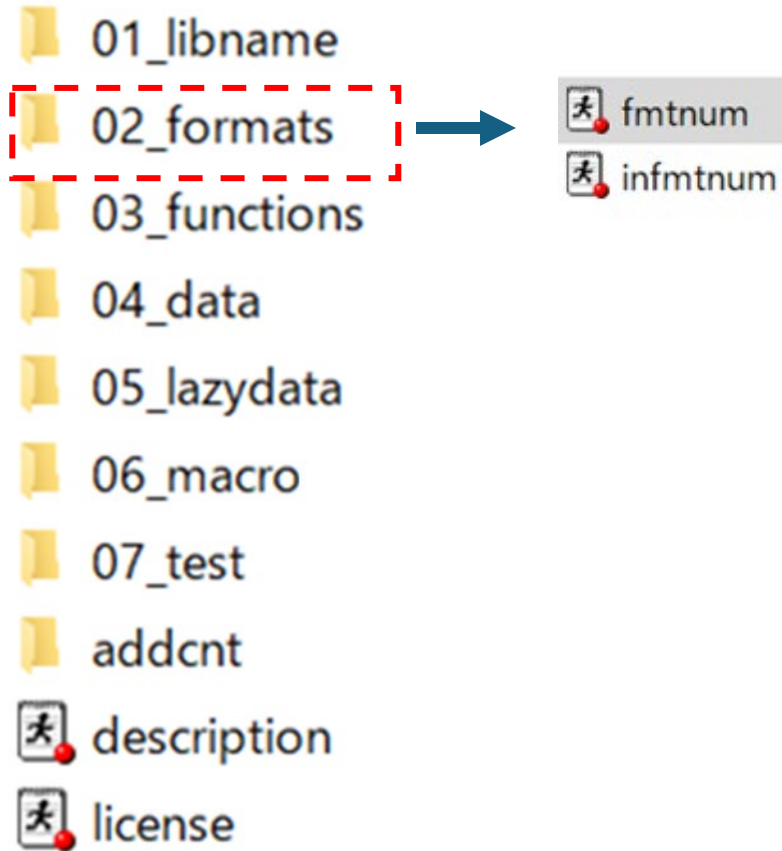 01_libname
02_formats
03_functions
04_data
05_lazydata
06_macro
07_test
addcnt
description
license
fmtnum
infmtnum